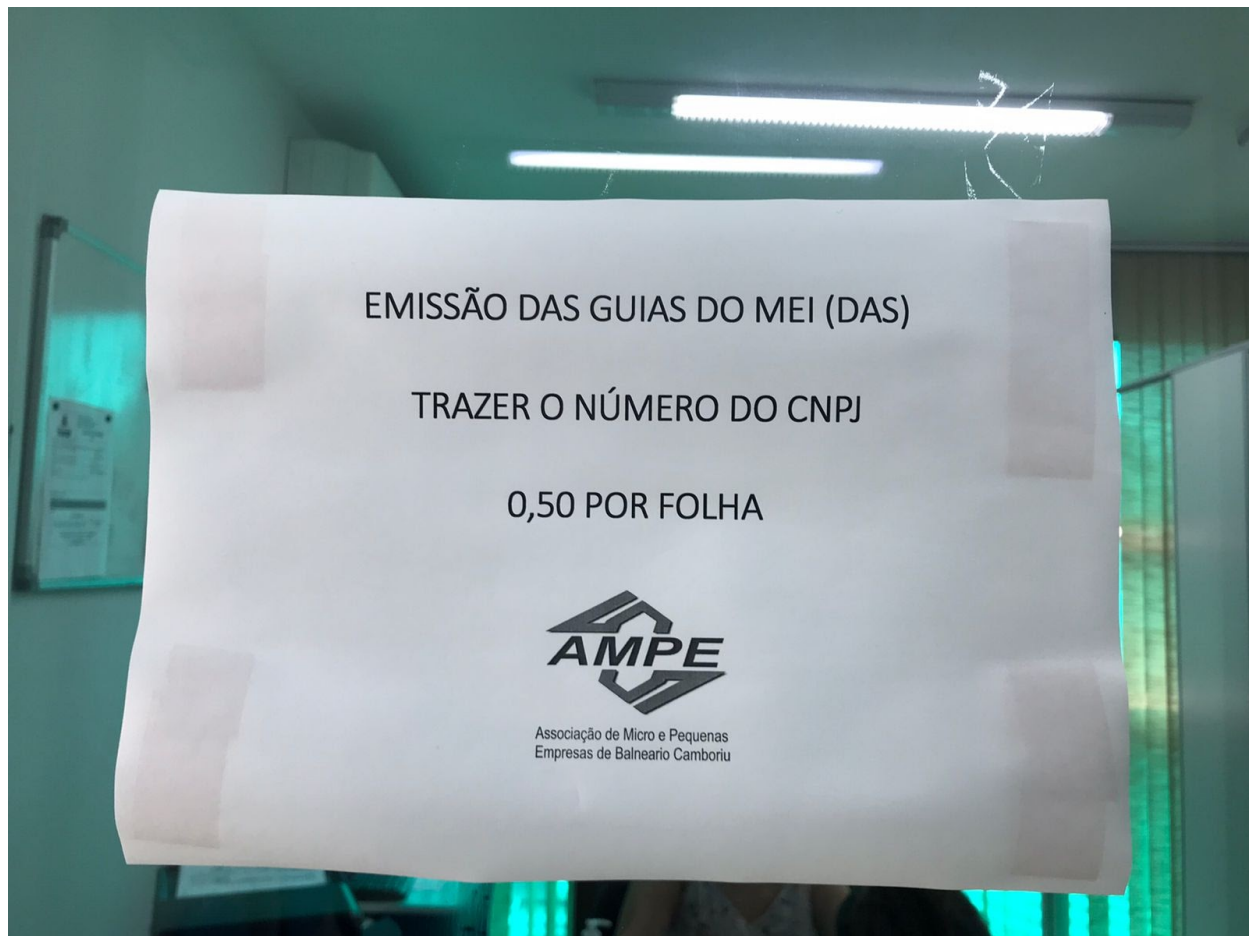 EMISSÃO DAS GUIAS DO MEI (DAS)
TRAZER O NÚMERO DO CNPJ
0,50 POR FOLHA
AMPE
Associação de Micro e Pequenas
Empresas de Balneario Camboriu